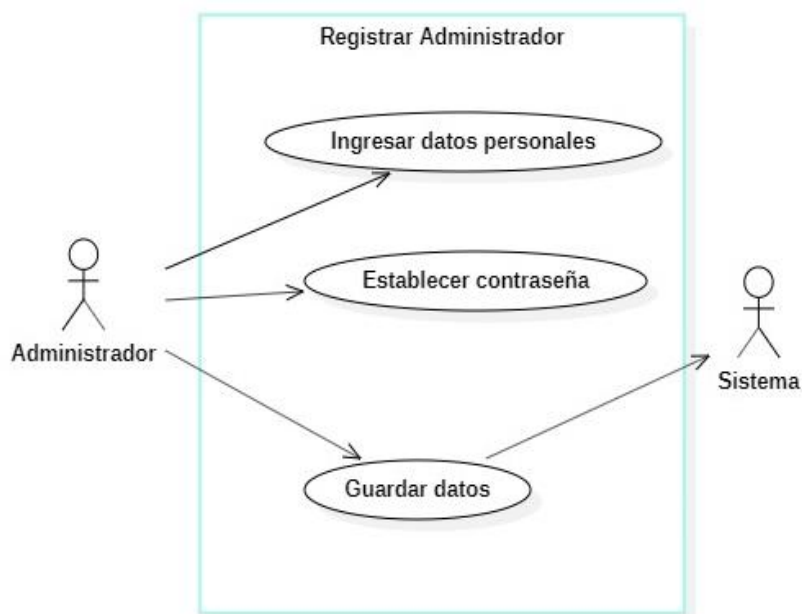 Registrar Administrador
Ingresar datos personales
Establecer contraseña
Administrador
Sistema
Guardar datos